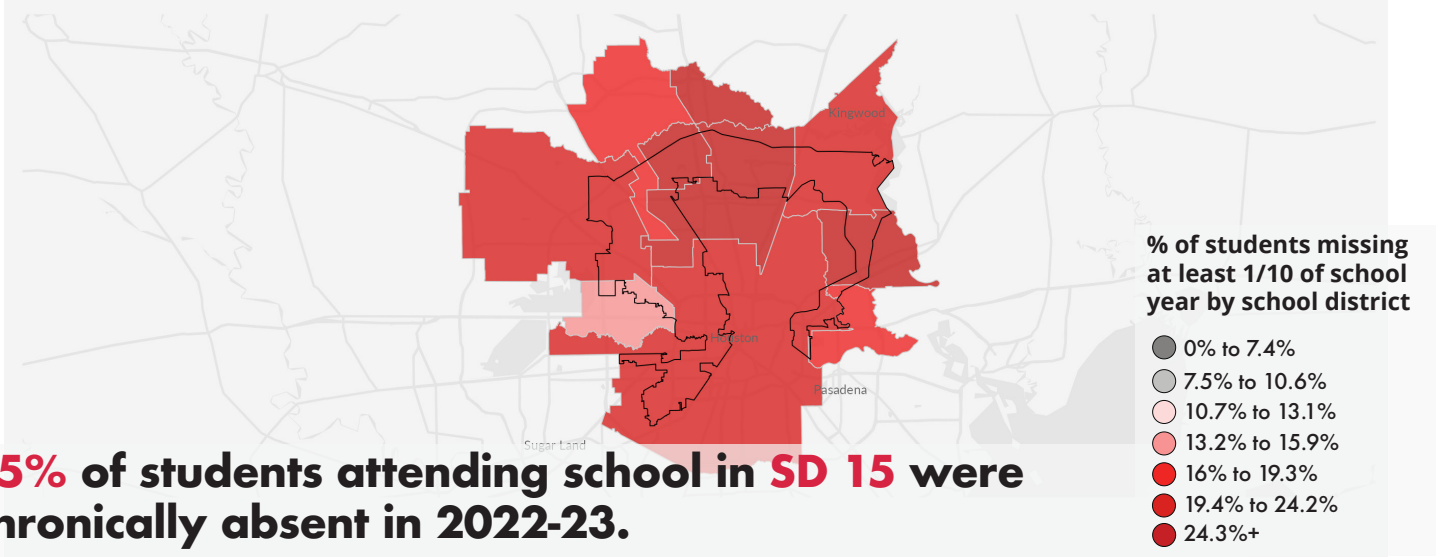 Kingwood
% of students missing
at least 1/10 of school
year by school district
Houston
0% to 7.4%
7.5% to 10.6%
Pasadena
10.7% to 13.1%
13.2% to 15.9%
Sugar Land
16% to 19.3%
19.4% to 24.2%
24.3%+
5% of students attending school in SD 15 were
hronically absent in 2022-23.